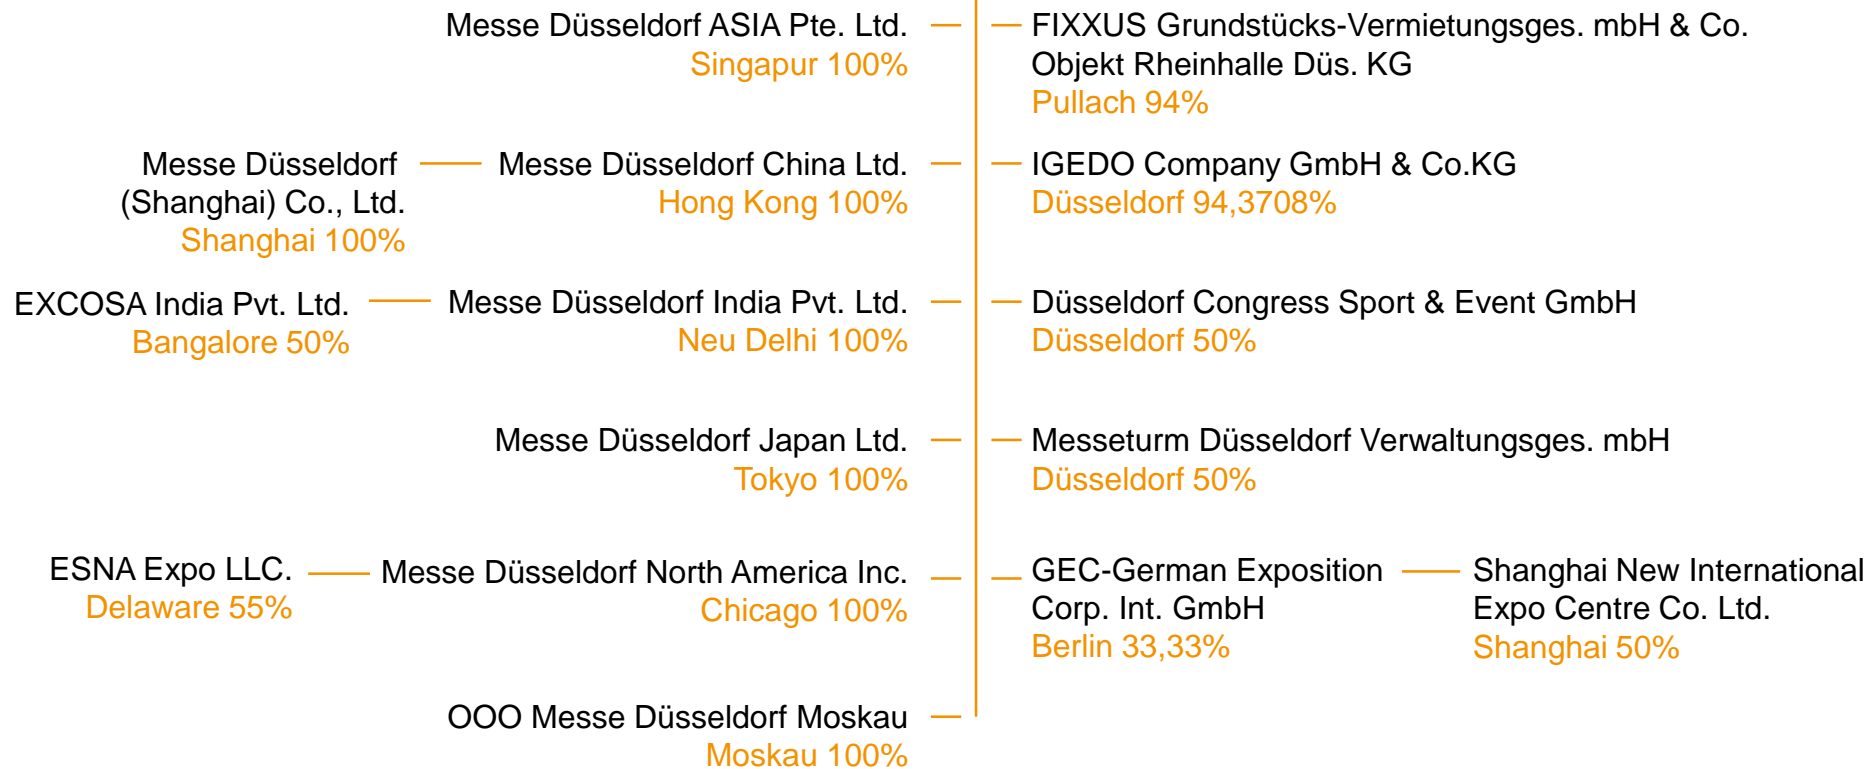 Messe Düsseldorf ASIA Pte. Ltd.
Singapur 100%
FIXXUS Grundstücks-Vermietungsges. mbH & Co.
Objekt Rheinhalle Düs. KG
Pullach 94%
Messe Düsseldorf
(Shanghai) Co., Ltd.
Shanghai 100%
Messe Düsseldorf China Ltd.
Hong Kong 100%
IGEDO Company GmbH & Co.KG
Düsseldorf 94,3708%
EXCOSA India Pvt. Ltd.
Bangalore 50%
Messe Düsseldorf India Pvt. Ltd.
Neu Delhi 100%
Düsseldorf Congress Sport & Event GmbH
Düsseldorf 50%
Messe Düsseldorf Japan Ltd.
Tokyo 100%
Messeturm Düsseldorf Verwaltungsges. mbH
Düsseldorf 50%
ESNA Expo LLC.
Delaware 55%
Messe Düsseldorf North America Inc.
Chicago 100%
GEC-German Exposition
Corp. Int. GmbH
Berlin 33,33%
Shanghai New International
Expo Centre Co. Ltd.
Shanghai 50%
OOO Messe Düsseldorf Moskau
Moskau 100%